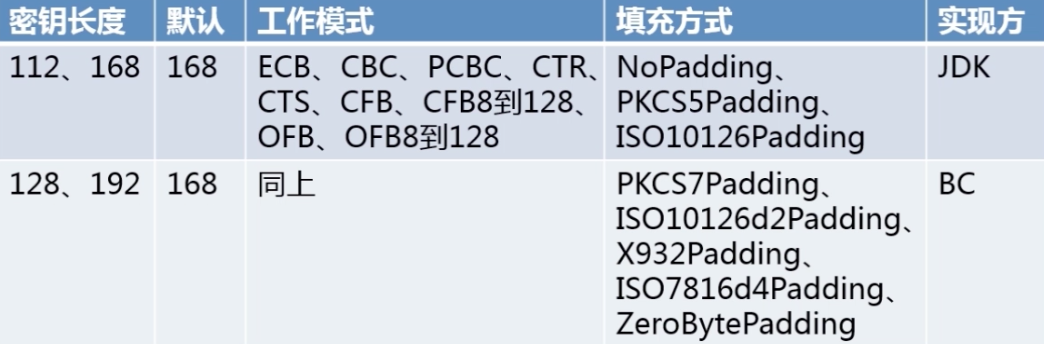 密钥长度 默认 工作模式 填充方式 实现方
112、168 168 ECB、CBC、PCBC、CTR、 NoPadding、 JDK
CTS、CFB、CFB8到128、 PKCS5Padding、
OFB、OFB8到128 ISO10126Padding
128、192 168 同上 PKCS7Padding、 BC
ISO10126d2Padding、
X932Padding、
ISO7816d4Padding、
ZeroBytePadding